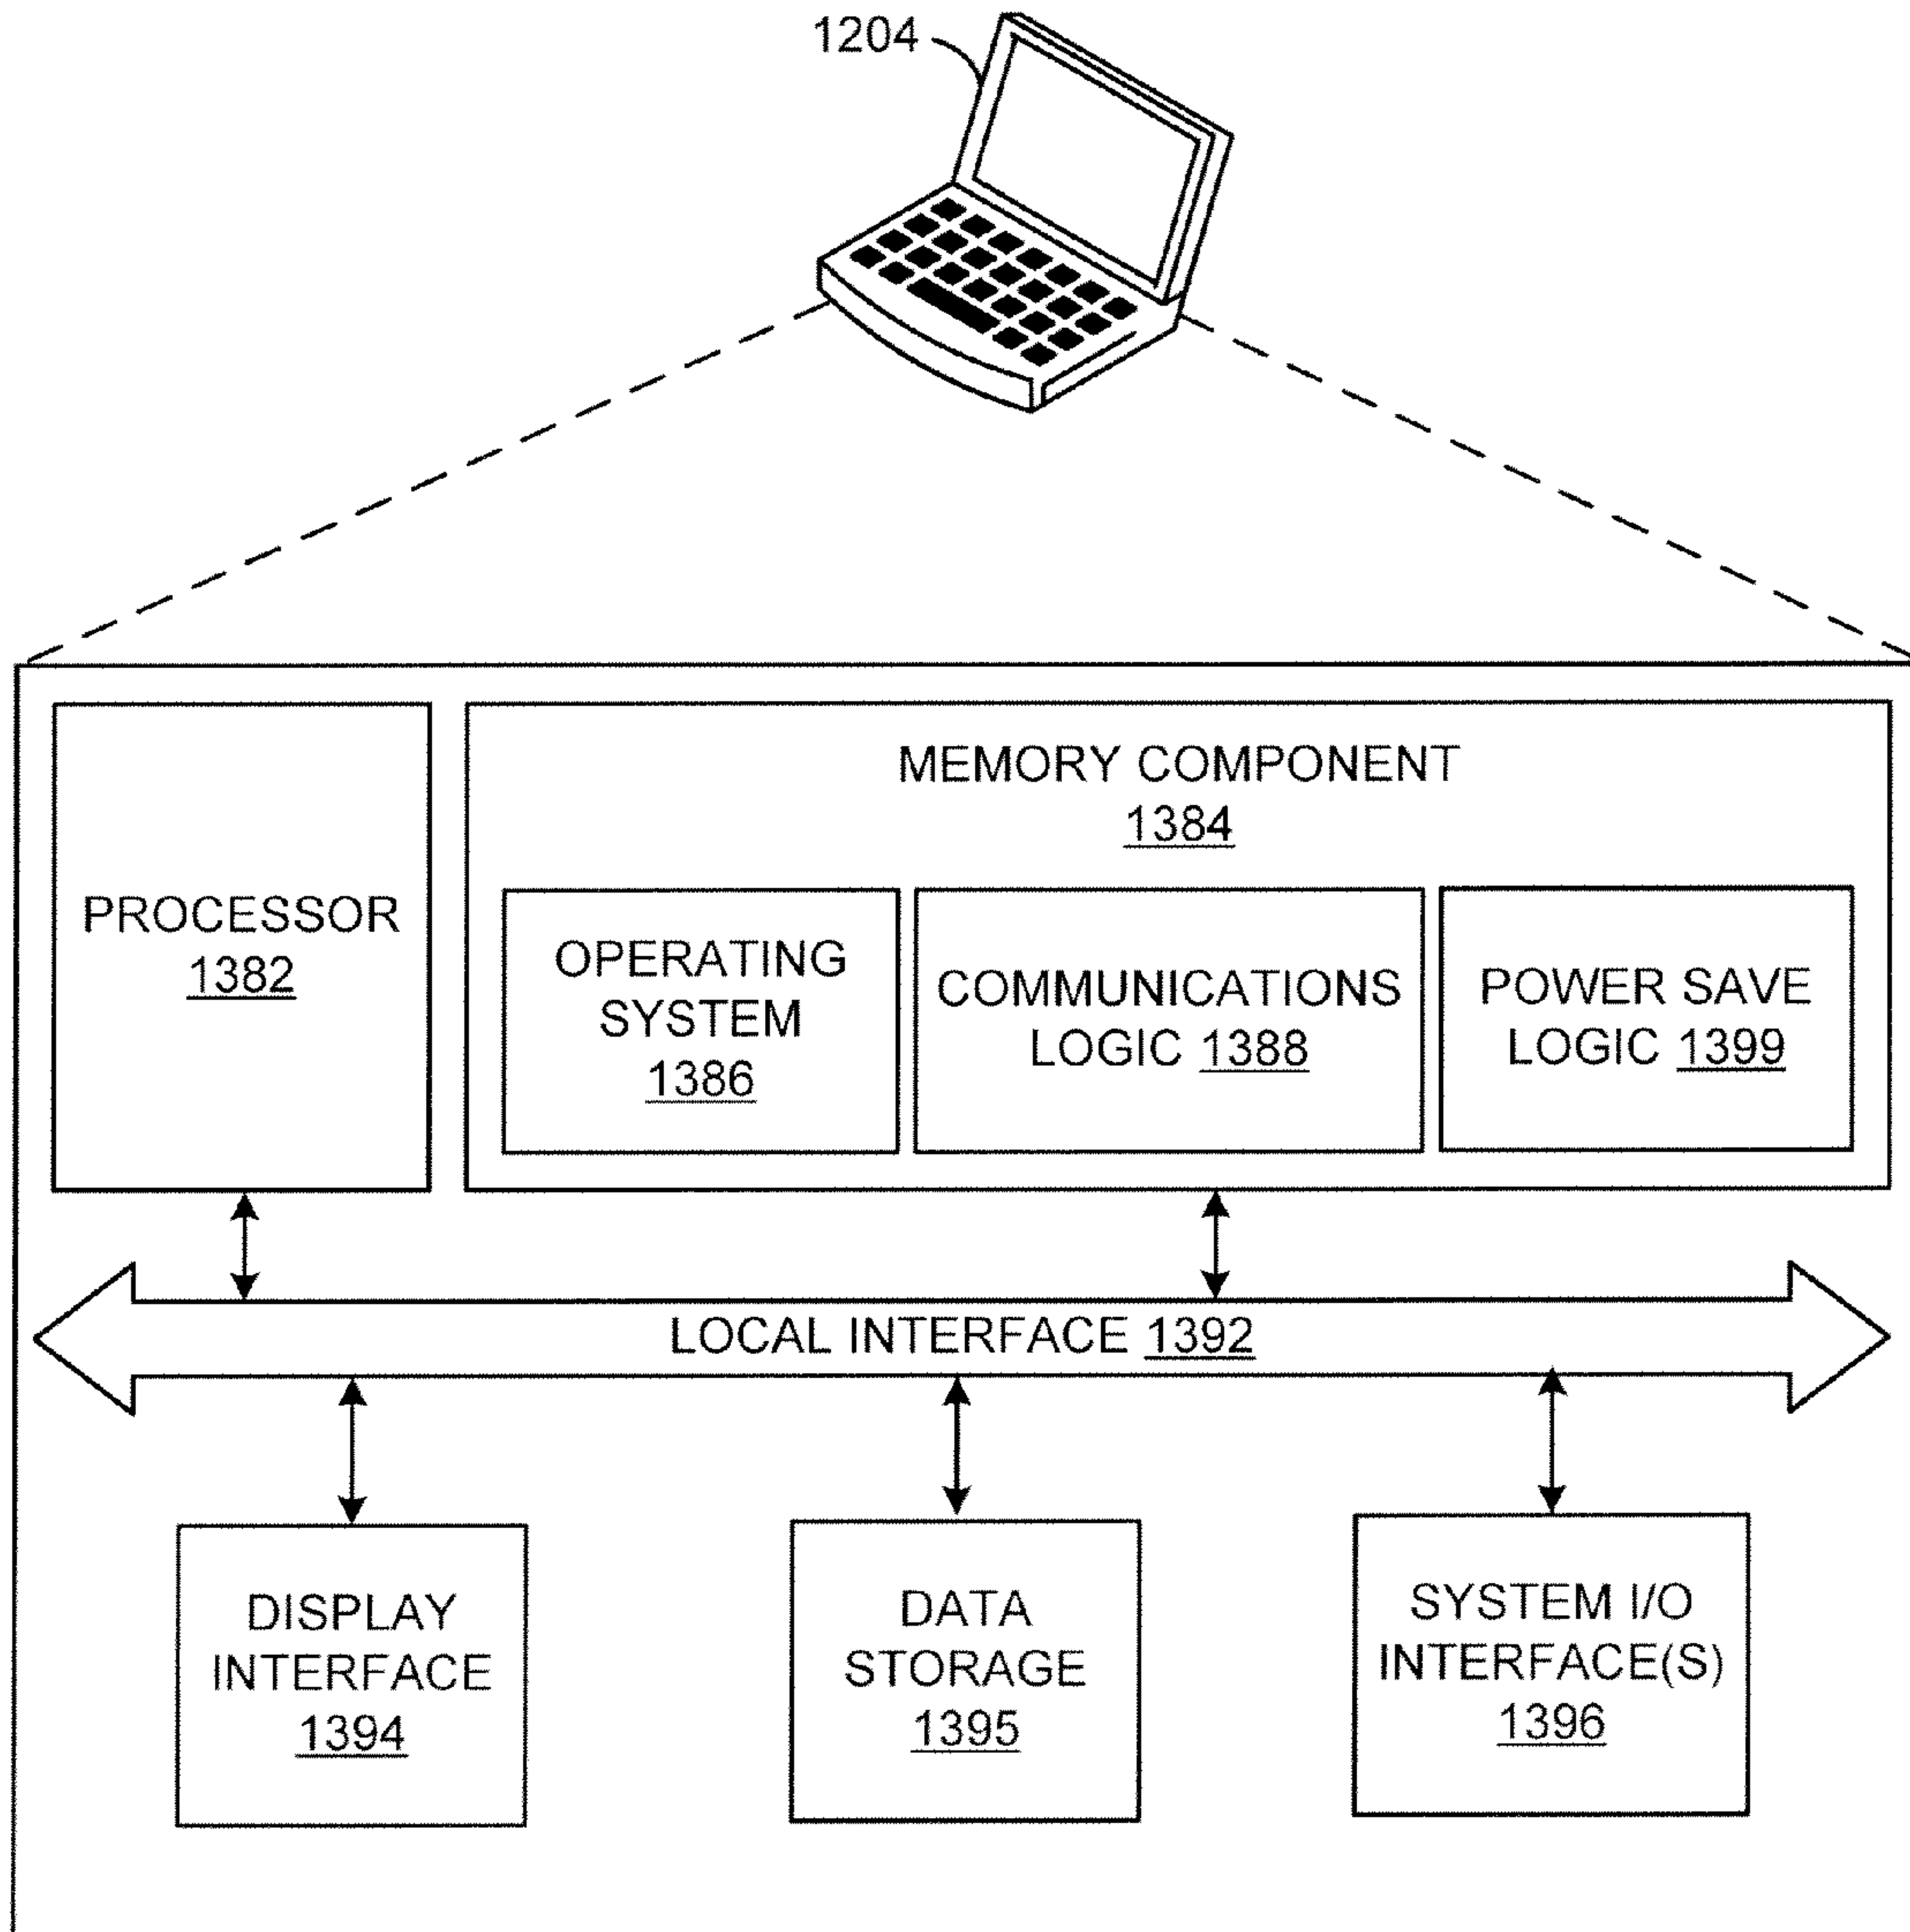 1204
PROCESSOR
1382
MEMORY COMPONENT
1384
OPERATING
SYSTEM
1386
COMMUNICATIONS
LOGIC 1388
POWER SAVE
LOGIC 1399
LOCAL INTERFACE 1392
DISPLAY
INTERFACE
1394
DATA
STORAGE
1395
SYSTEM I/O
INTERFACE(S)
1396